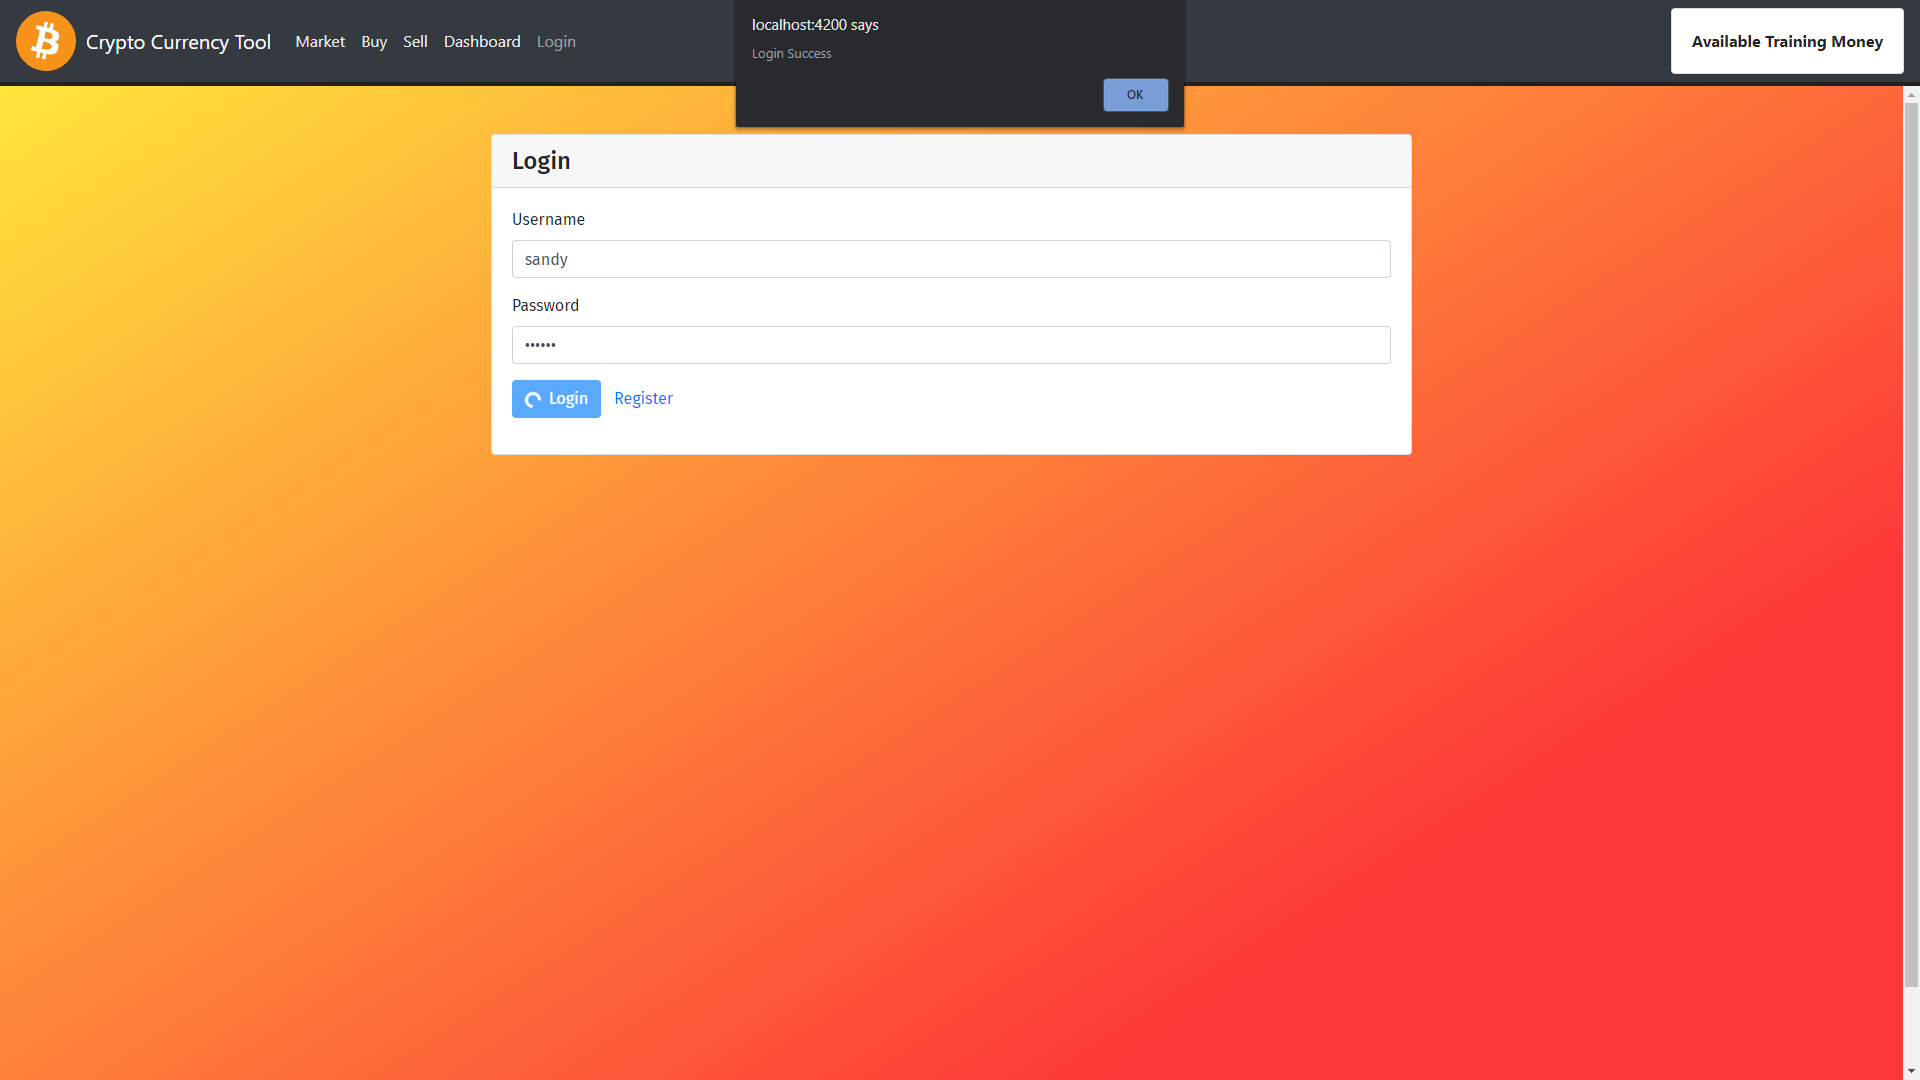 Crypto Currency Tool Market Buy Sell Dashboard Login
localhost:4200 says
Login Success
OK
Available Training Money
Login
Username
sandy
Password
••••••
Login Register